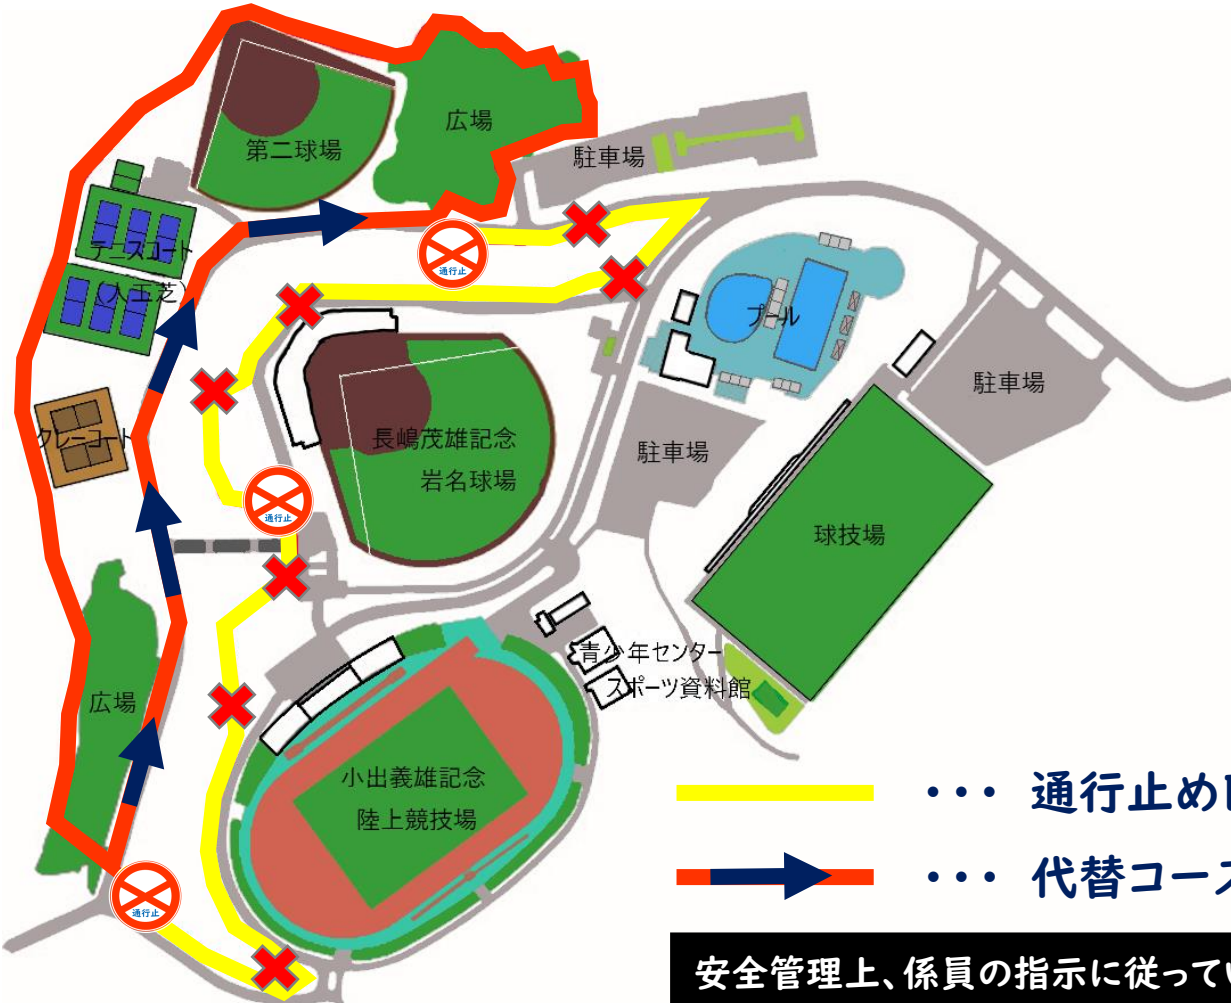 広場
第二球場
駐車場
通行止
テニスコート
(人工芝)
プール
駐車場
クレーコート
長嶋茂雄記念
岩名球場
駐車場
通行止
球技場
青少年センター
スポーツ資料館
広場
小出義雄記念
陸上競技場
通行止
・・・ 通行止め
・・・ 代替コース
安全管理上、係員の指示に従ってい